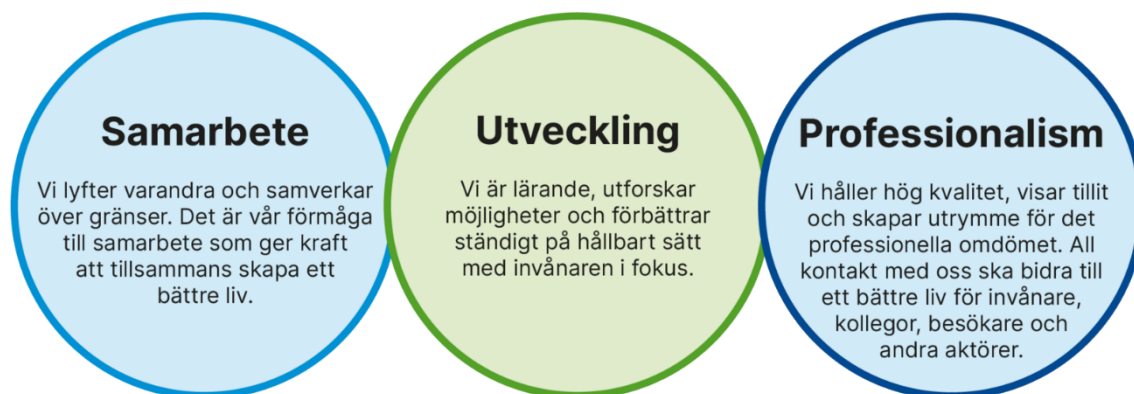 Samarbete
Vi lyfter varandra och samverkar
över gränser. Det är vår förmåga
till samarbete som ger kraft
att tillsammans skapa ett
bättre liv.
Utveckling
Vi är lärande, utforskar
möjligheter och förbättrar
ständigt på hållbart sätt
med invånaren i fokus.
Professionalism
Vi håller hög kvalitet, visar tillit
och skapar utrymme för det
professionella omdömet. All
kontakt med oss ska bidra till
ett bättre liv för invånare,
kollegor, besökare och
andra aktörer.